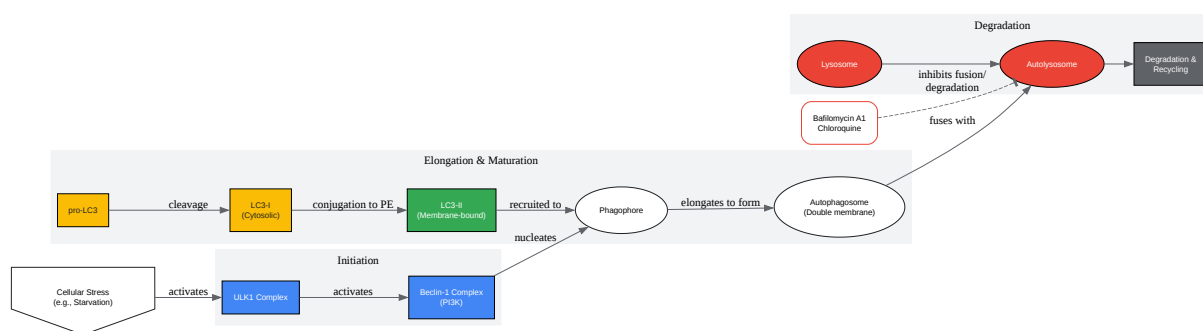 Degradation
Lysosome
Autolysosome
Degradation &
Recycling
inhibits fusion/
degradation
Bafilomycin A1
Chloroquine
fuses with
Elongation & Maturation
pro-LC3
cleavage
LC3-I
(Cytosolic)
conjugation to PE
LC3-II
(Membrane-bound)
recruited to
Phagophore
elongates to form
Autophagosome
(Double membrane)
nucleates
Initiation
Cellular Stress
(e.g., Starvation)
activates
ULK1 Complex
activates
Beclin-1 Complex
(PI3K)